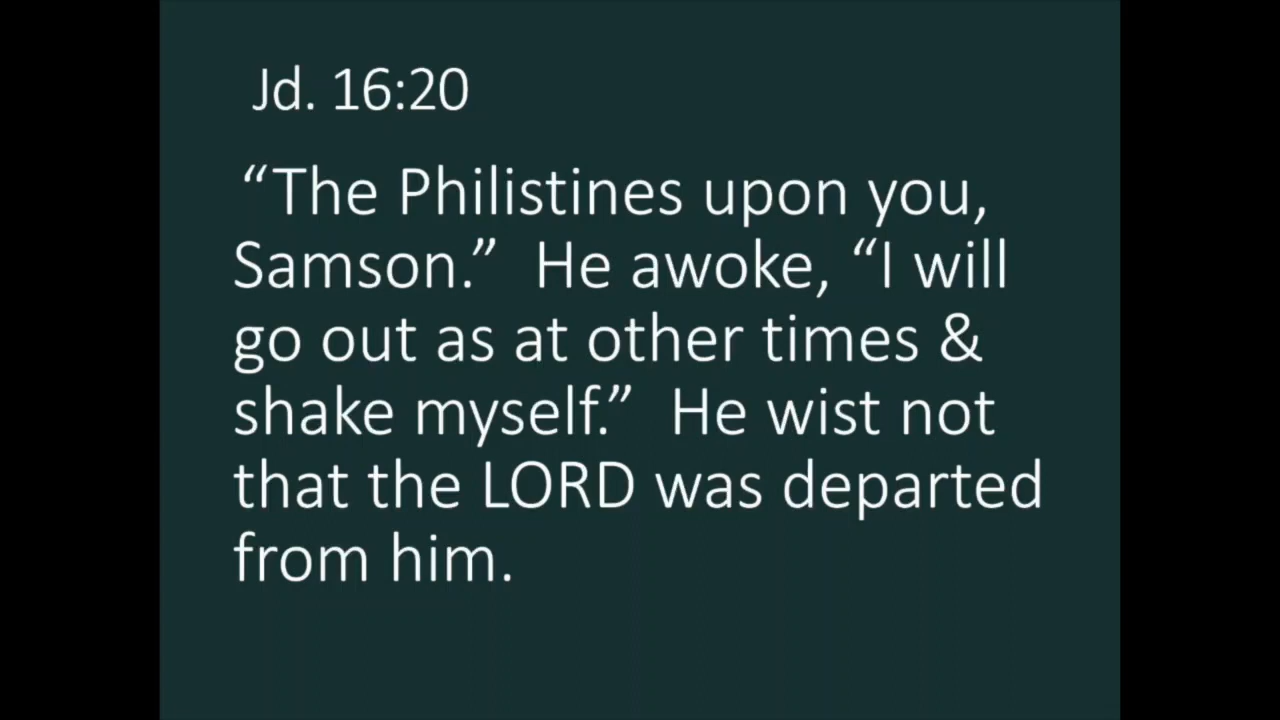 Jd. 16:20
“The Philistines upon you,
Samson.”  He awoke, “I will
go out as at other times &
shake myself.”  He wist not
that the LORD was departed
from him.